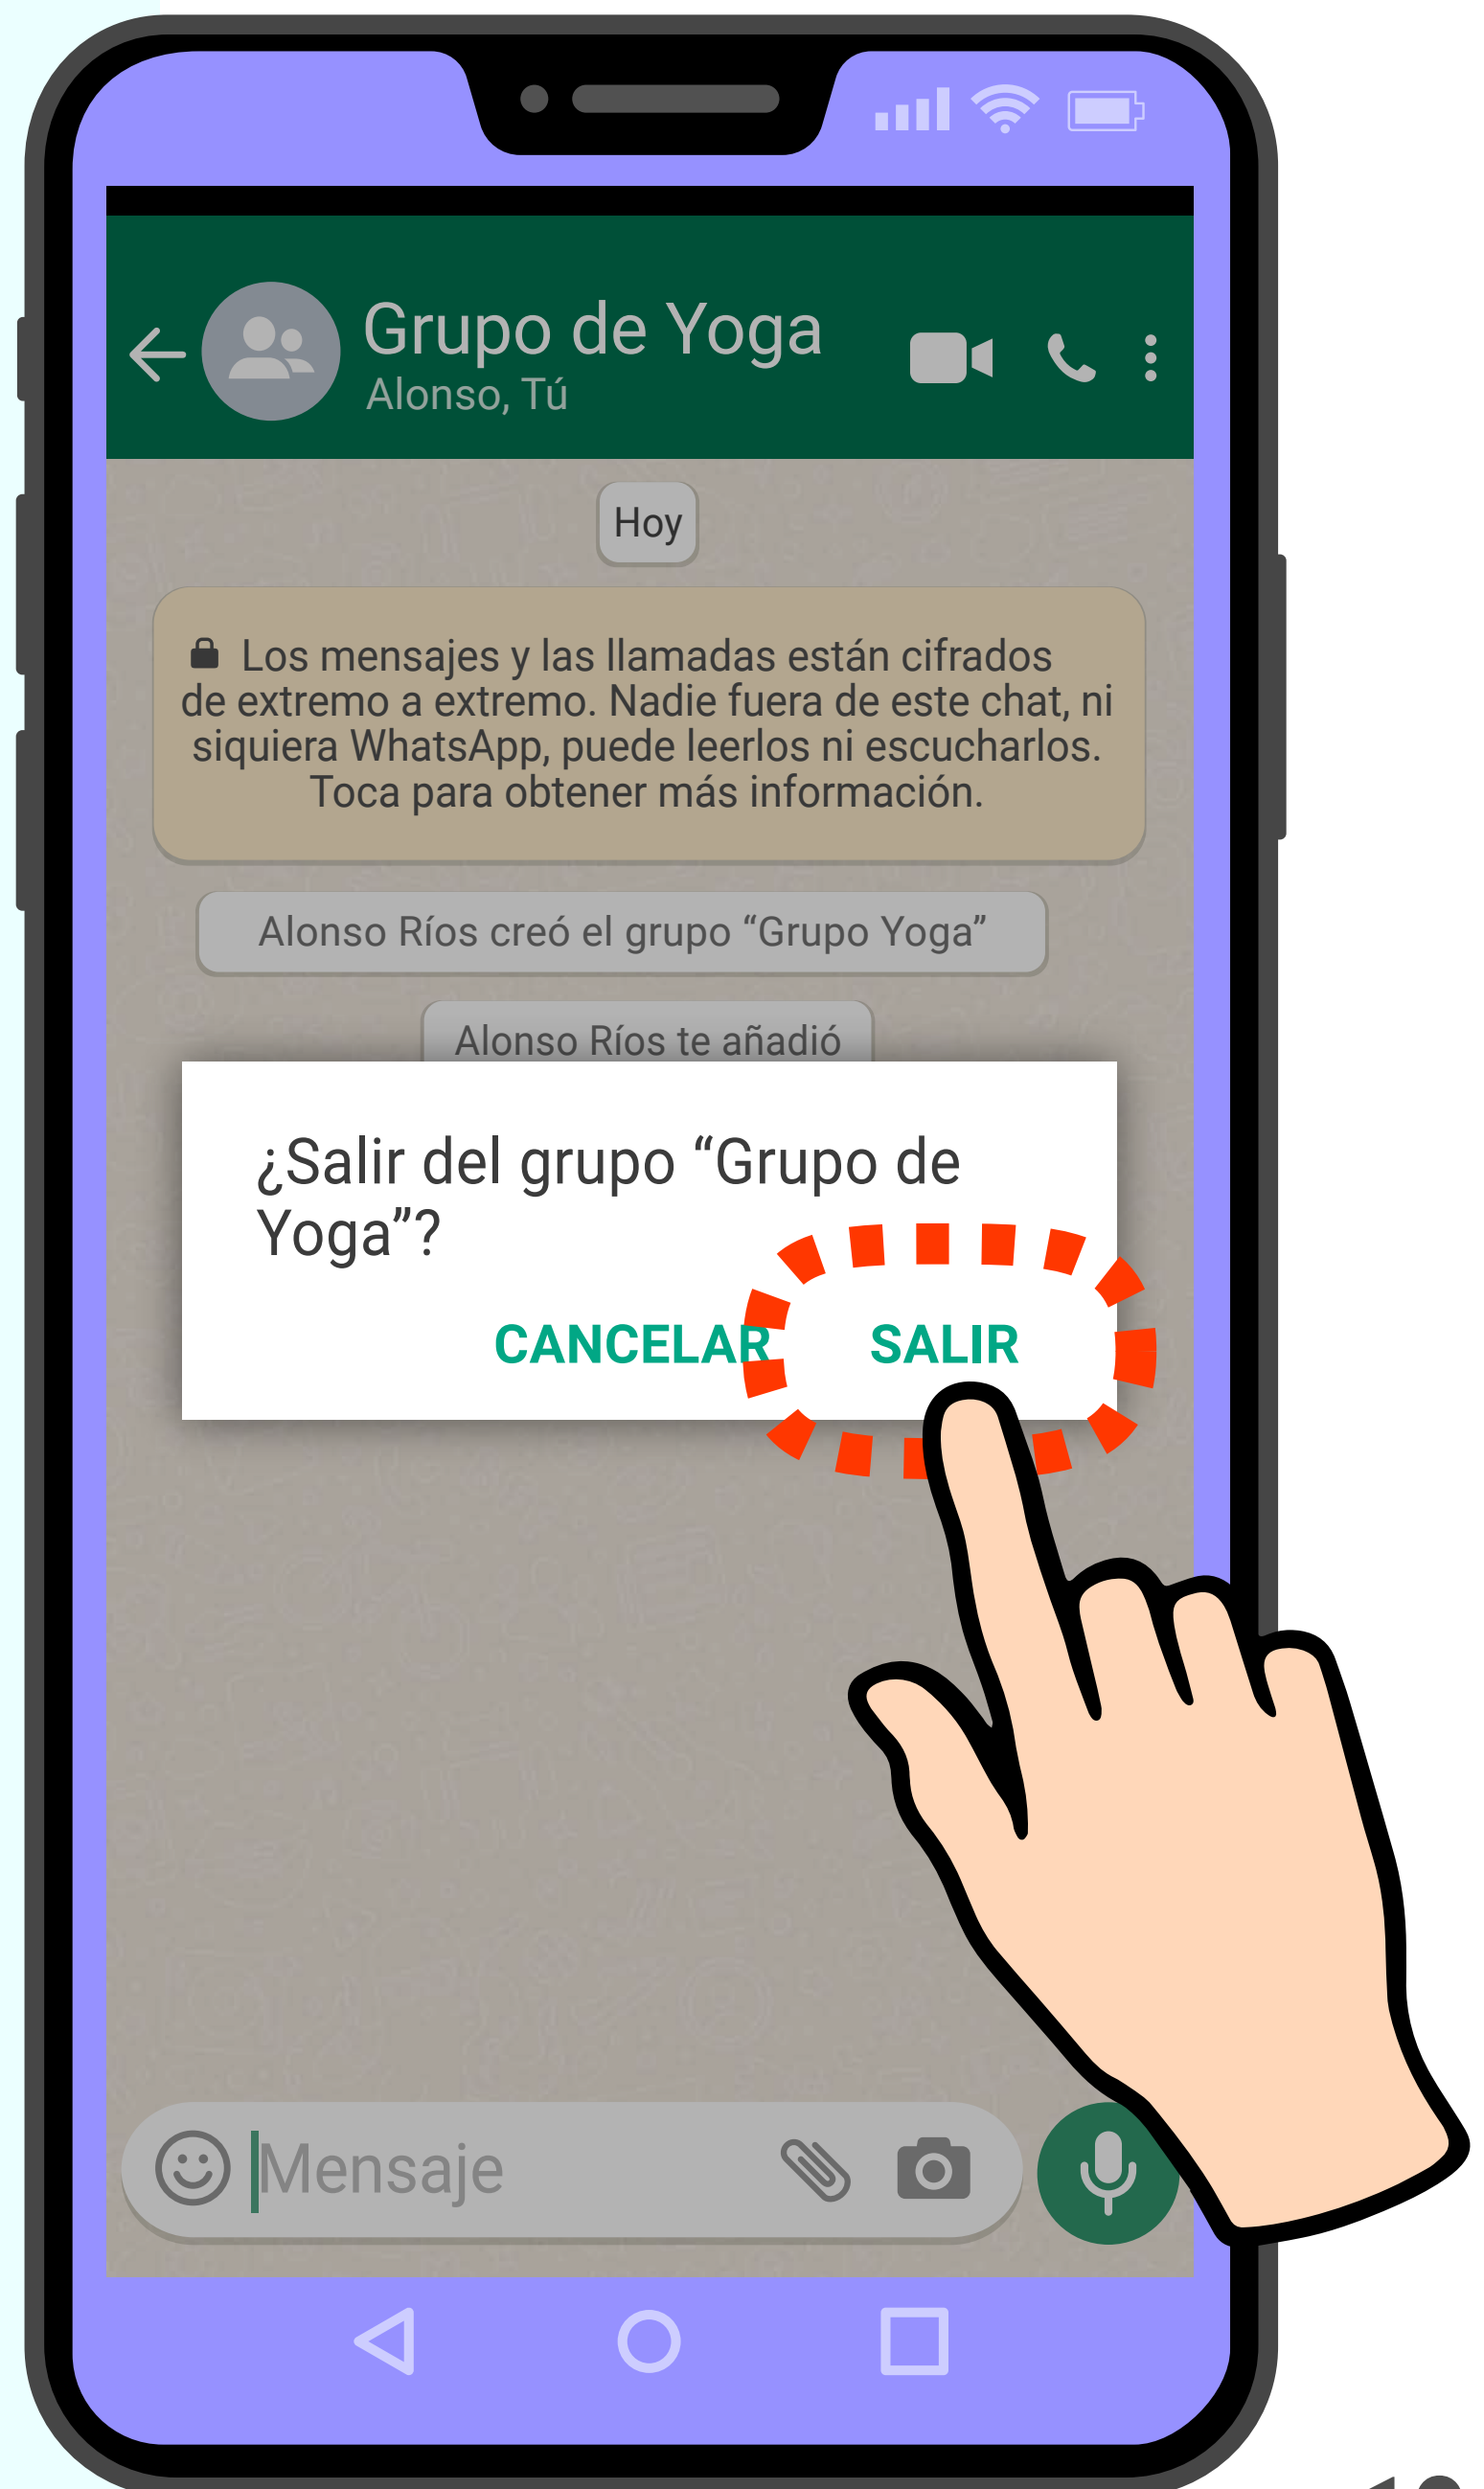 Grupo de Yoga
Alonso, Tú
Hoy
Los mensajes y las llamadas están cifrados
de extremo a extremo. Nadie fuera de este chat, ni
siquiera WhatsApp, puede leerlos ni escucharlos.
Toca para obtener más información.
Alonso Ríos creó el grupo “Grupo Yoga”
Alonso Ríos te añadió
¿Salir del grupo “Grupo de
Yoga”?
CANCELAR SALIR
Mensaje